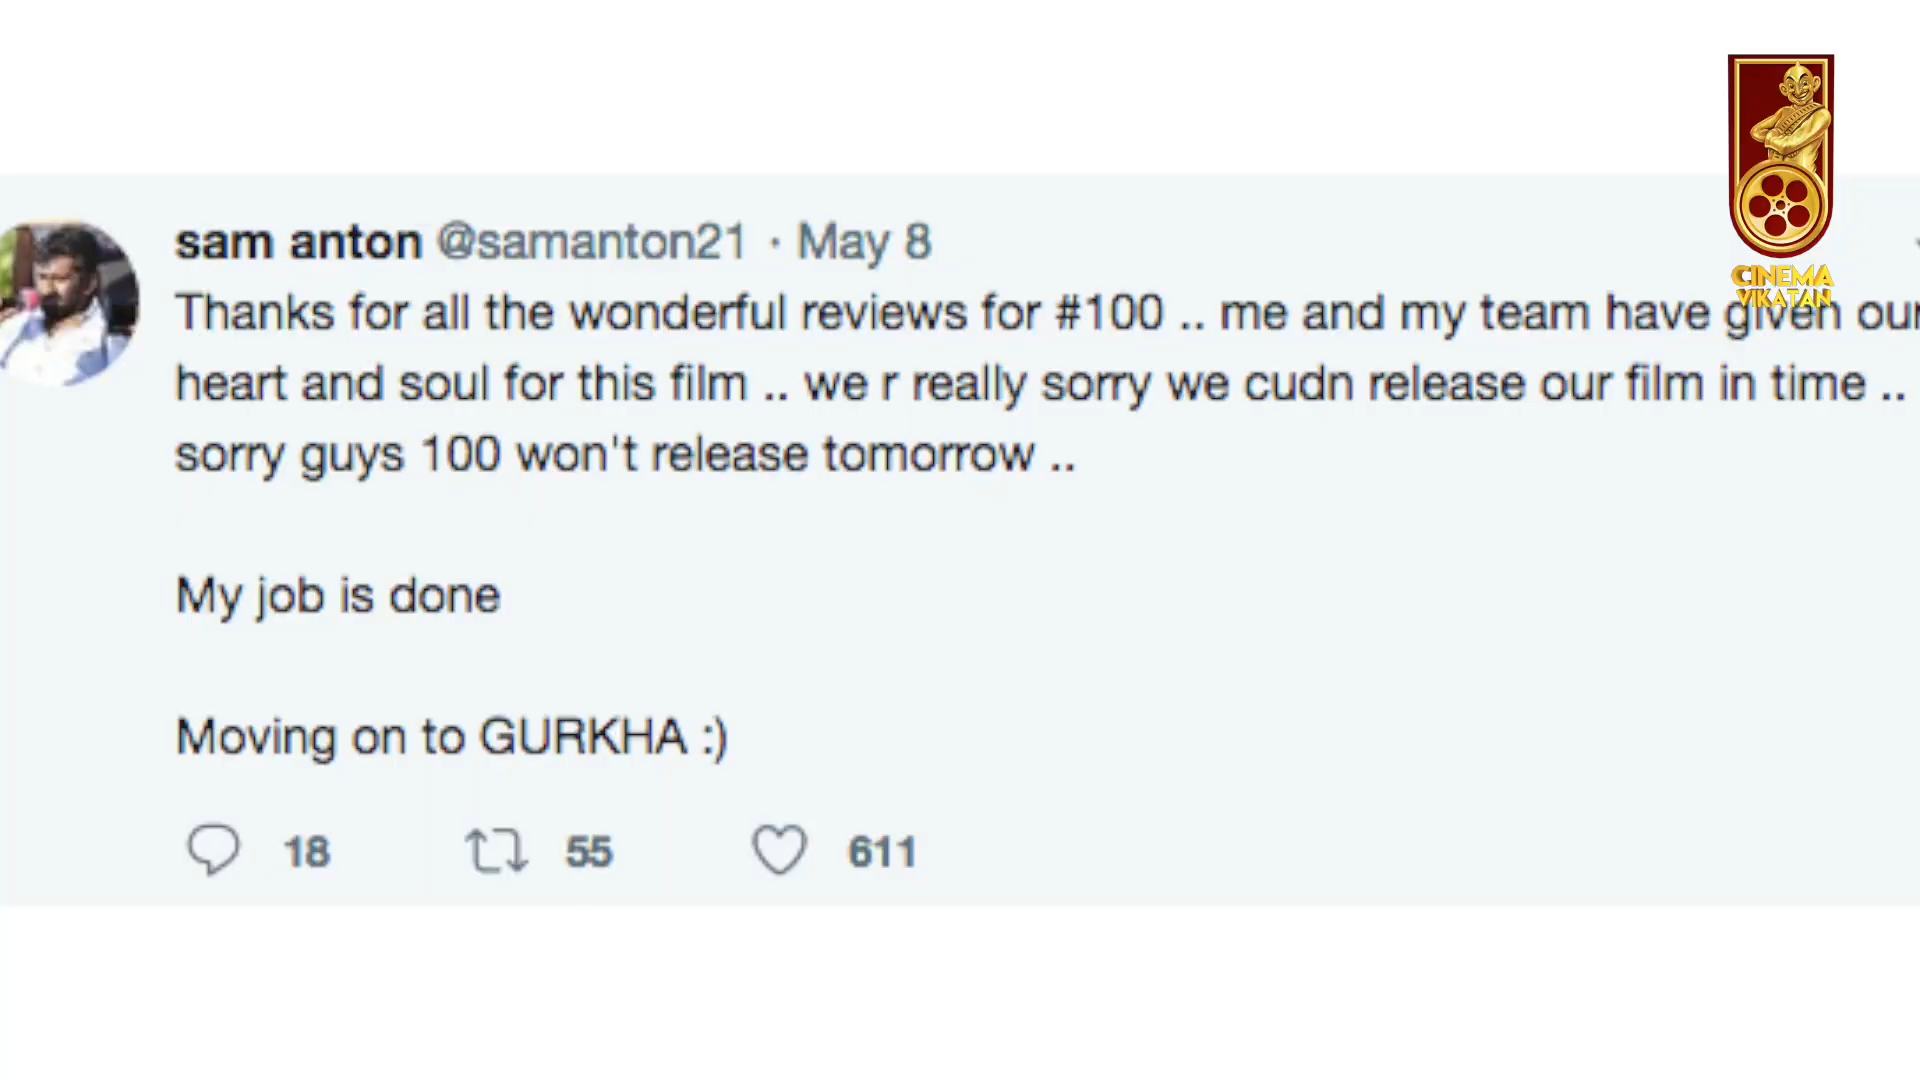 sam anton @samanton21 · May 8
Thanks for all the wonderful reviews for #100 .. me and my team have given our
heart and soul for this film .. we r really sorry we cudn release our film in time ..
sorry guys 100 won't release tomorrow ..
My job is done
Moving on to GURKHA :)
18 55 611
CINEMA
VIKATAN